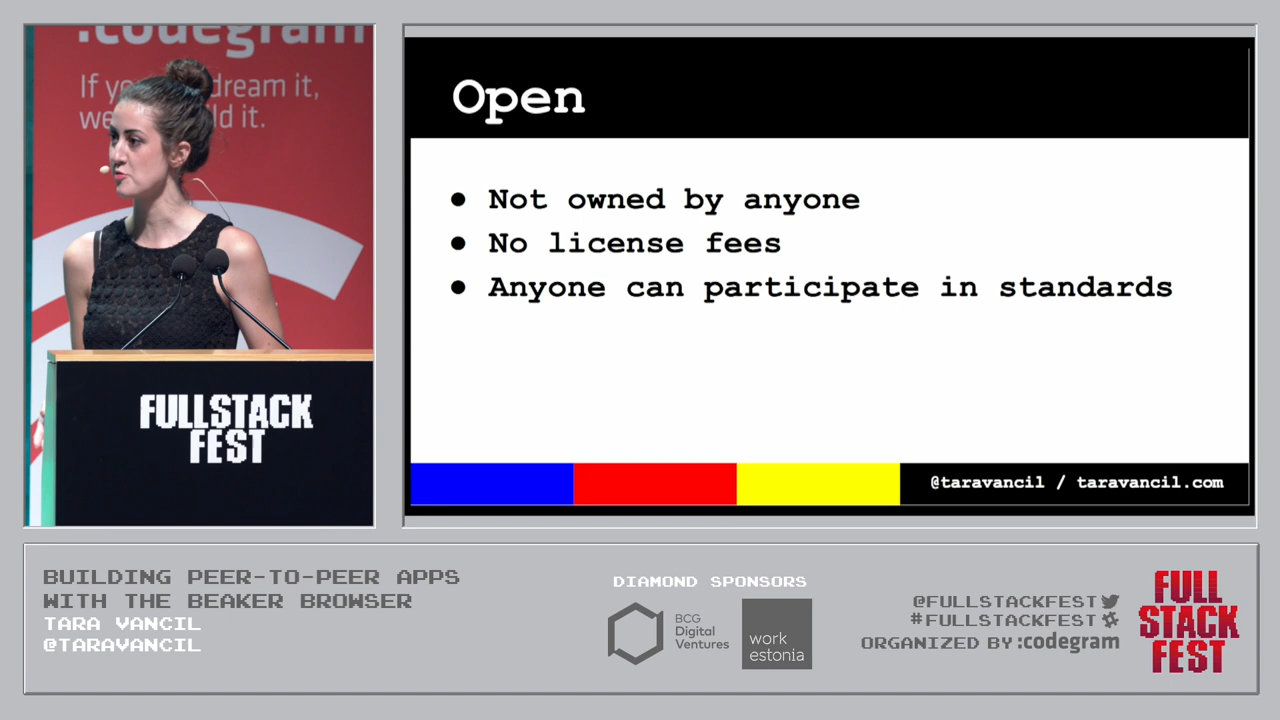 :codegram
If yo dream it,
we ld it.
FULLSTACK
FEST
Open
● Not owned by anyone
● No license fees
● Anyone can participate in standards
@taravancil / taravancil.com
BUILDING PEER-TO-PEER APPS
WITH THE BEAKER BROWSER
TARA VANCIL
@TARAVANCIL
DIAMOND SPONSORS
BCG
Digital
Ventures
work
estonia
@FULLSTACKFEST
#FULLSTACKFEST
ORGANIZED BY :codegram
FULL
STACK
FEST